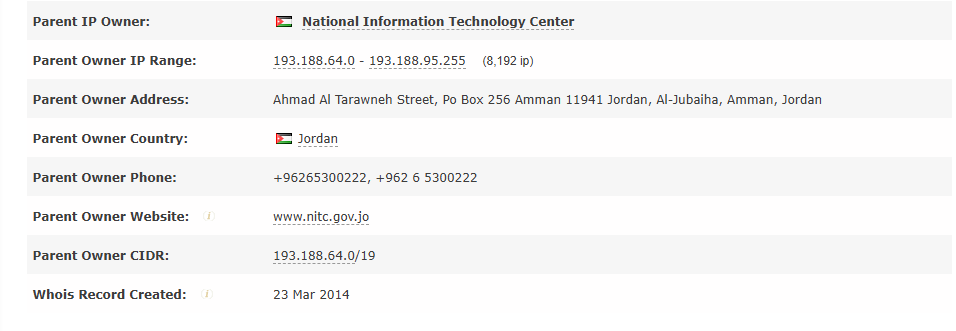 Parent IP Owner: National Information Technology Center
Parent Owner IP Range: 193.188.64.0 - 193.188.95.255 (8,192 ip)
Parent Owner Address: Ahmad Al Tarawneh Street, Po Box 256 Amman 11941 Jordan, Al-Jubaiha, Amman, Jordan
Parent Owner Country: Jordan
Parent Owner Phone: +96265300222, +962 6 5300222
Parent Owner Website: i www.nitc.gov.jo
Parent Owner CIDR: 193.188.64.0/19
Whois Record Created: i 23 Mar 2014